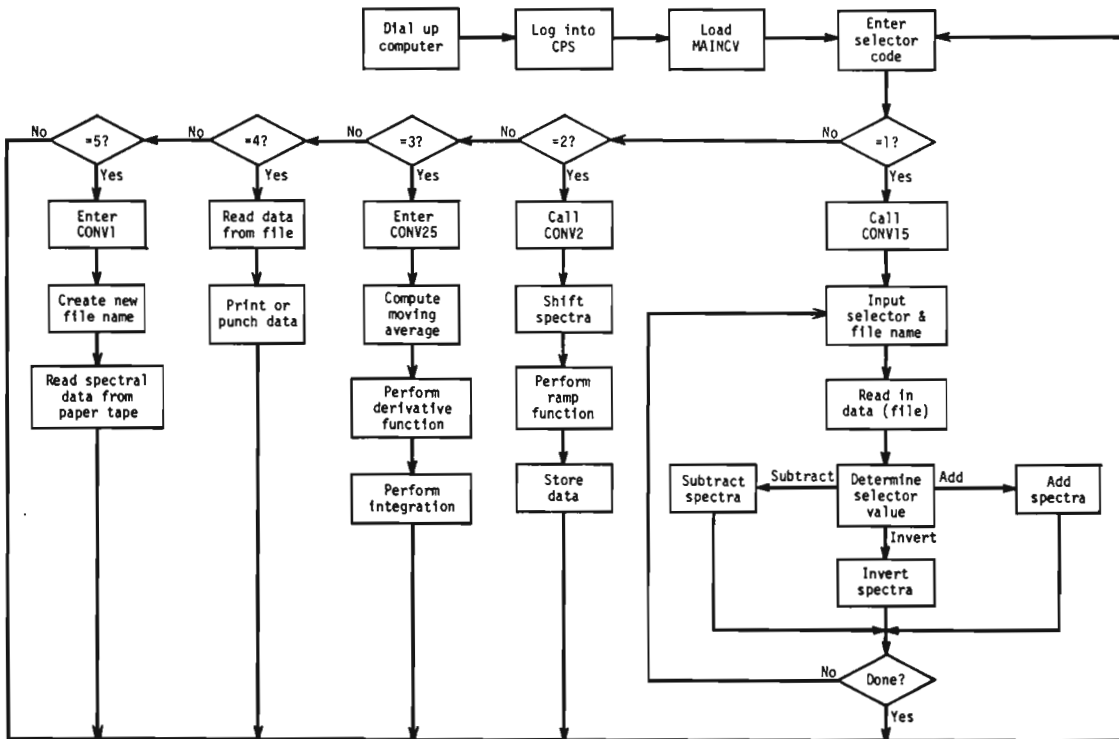 Dial up
computer
Log into
CPS
Load
MAINCV
Enter
selector
code
No
=5?
No
=4?
No
=3?
No
=2?
No
=1?
Yes
Yes
Yes
Yes
Yes
Enter
CONV1
Read data
from file
Enter
CONV25
Call
CONV2
Call
CONV15
Create new
file name
Print or
punch data
Compute
moving
average
Shift
spectra
Input
selector &
file name
Read spectral
data from
paper tape
Perform
derivative
function
Perform
ramp
function
Read in
data (file)
Perform
integration
Store
data
Subtract
spectra
Subtract
Determine
selector
value
Add
Add
spectra
Invert
Invert
spectra
No
Done?
Yes